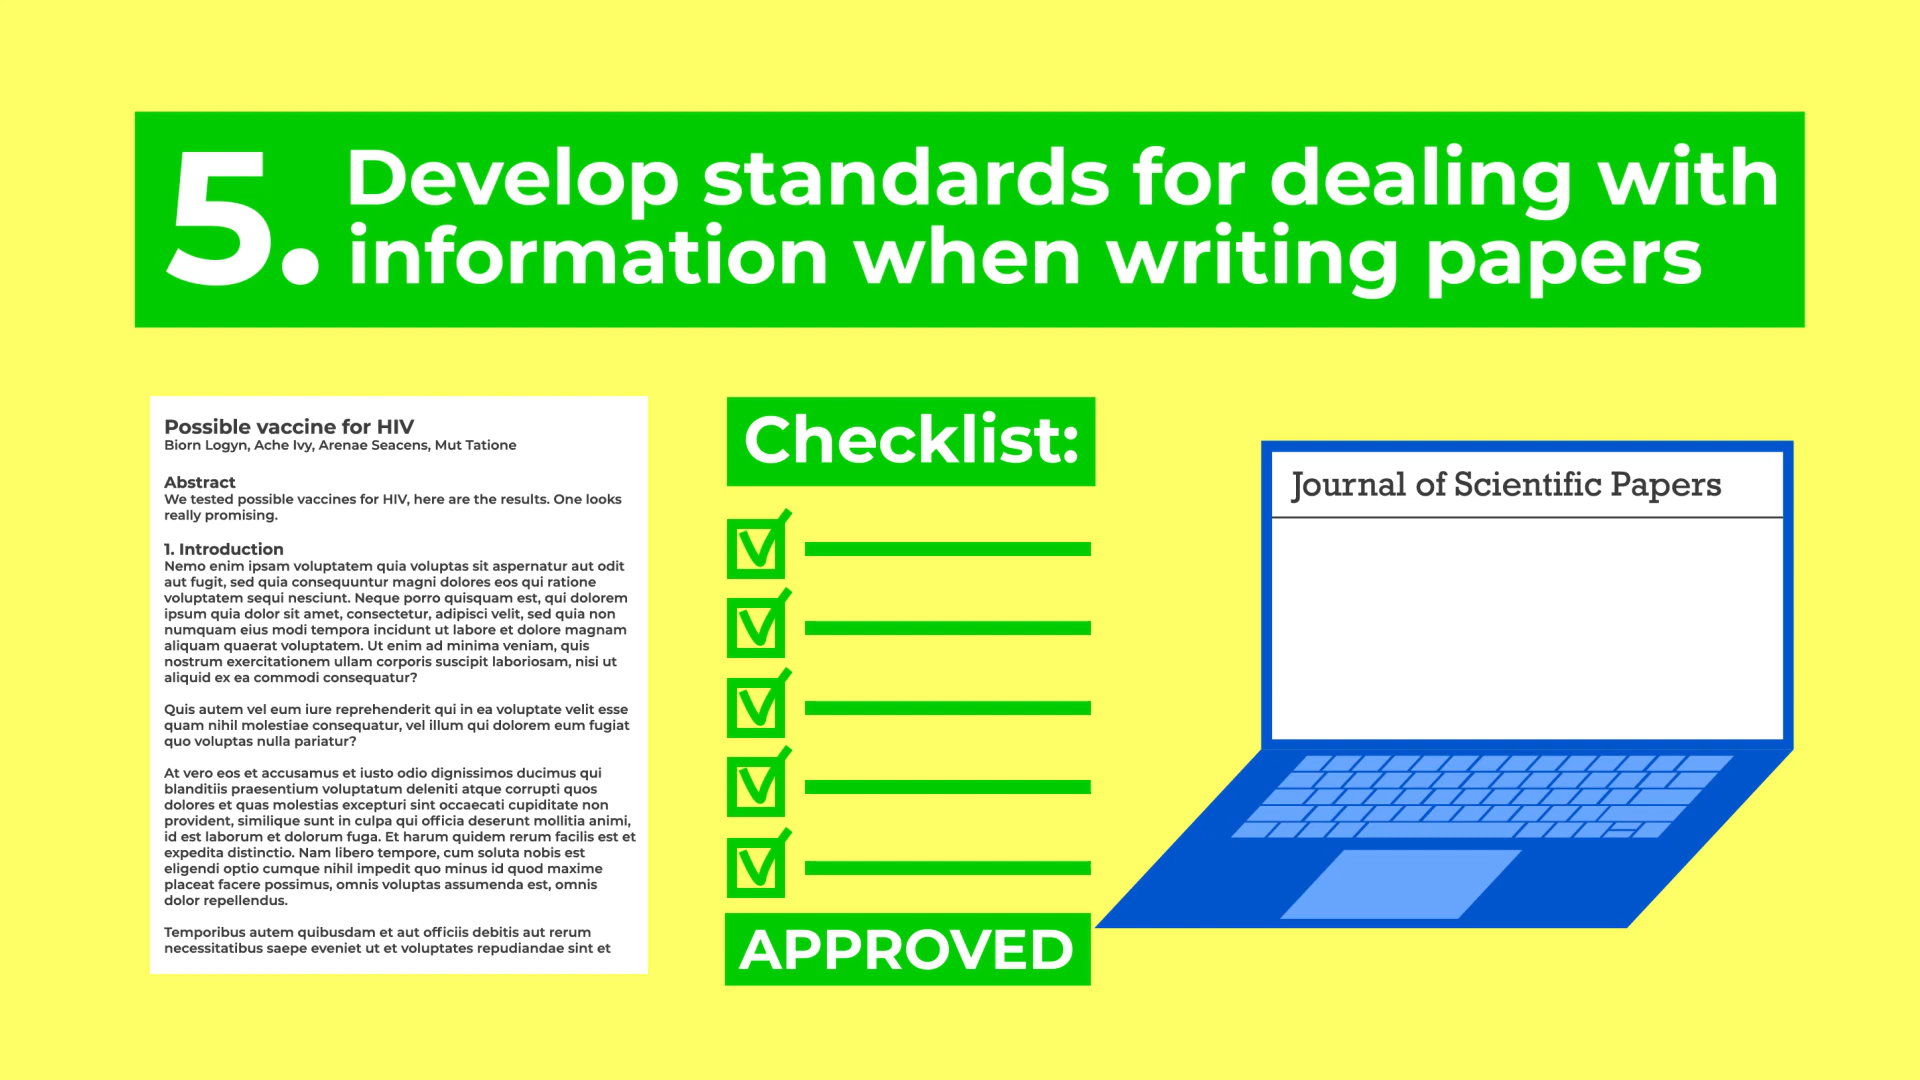 5. Develop standards for dealing with
information when writing papers
Possible vaccine for HIV
Biorn Logyn, Ache Ivy, Arenae Seacens, Mut Tatione
Abstract
We tested possible vaccines for HIV, here are the results. One looks
really promising.
1. Introduction
Nemo enim ipsam voluptatem quia voluptas sit aspernatur aut odit
aut fugit, sed quia consequuntur magni dolores eos qui ratione
voluptatem sequi nesciunt. Neque porro quisquam est, qui dolorem
ipsum quia dolor sit amet, consectetur, adipisci velit, sed quia non
numquam eius modi tempora incidunt ut labore et dolore magnam
aliquam quaerat voluptatem. Ut enim ad minima veniam, quis
nostrum exercitationem ullam corporis suscipit laboriosam, nisi ut
aliquid ex ea commodi consequatur?
Quis autem vel eum iure reprehenderit qui in ea voluptate velit esse
quam nihil molestiae consequatur, vel illum qui dolorem eum fugiat
quo voluptas nulla pariatur?
At vero eos et accusamus et iusto odio dignissimos ducimus qui
blanditiis praesentium voluptatum deleniti atque corrupti quos
dolores et quas molestias excepturi sint occaecati cupiditate non
provident, similique sunt in culpa qui officia deserunt mollitia animi,
id est laborum et dolorum fuga. Et harum quidem rerum facilis est et
expedita distinctio. Nam libero tempore, cum soluta nobis est
eligendi optio cumque nihil impedit quo minus id quod maxime
placeat facere possimus, omnis voluptas assumenda est, omnis
dolor repellendus.
Temporibus autem quibusdam et aut officiis debitis aut rerum
necessitatibus saepe eveniet ut et voluptates repudiandae sint et
Checklist:
APPROVED
Journal of Scientific Papers